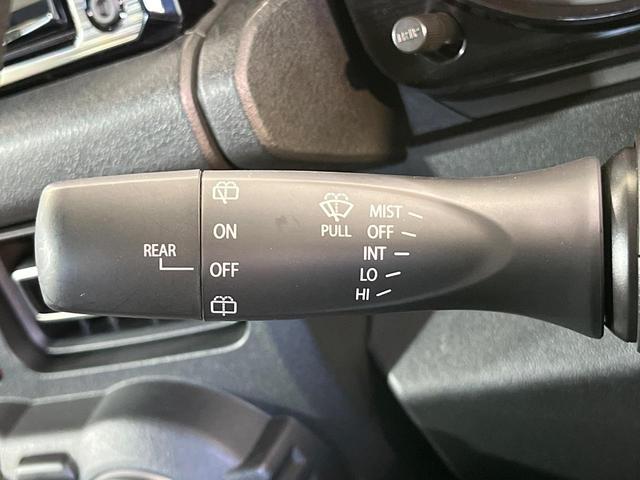 MIST
OFF
PULL
INT
LO
HI
ON
REAR
OFF